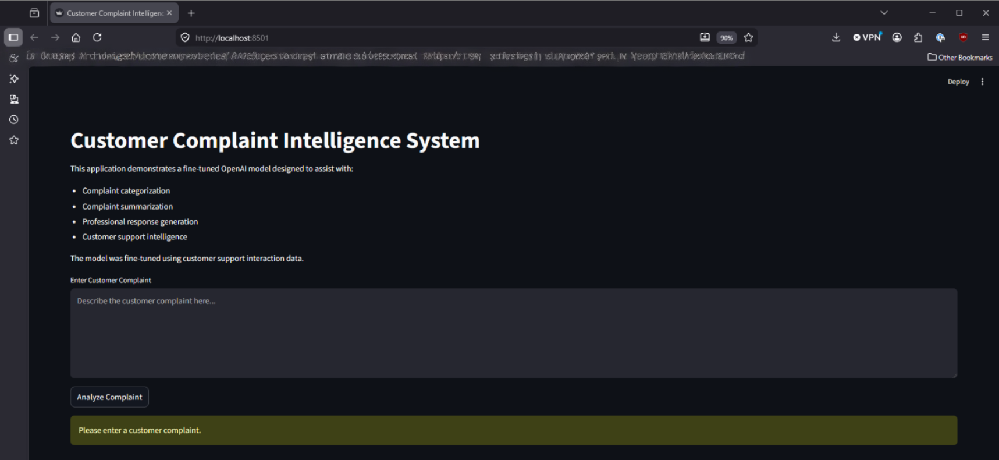 Customer Complaint Intelligenc
http://localhost:8501
90%
VPN
Other Bookmarks
Deploy
Customer Complaint Intelligence System
This application demonstrates a fine-tuned OpenAI model designed to assist with:
• Complaint categorization
• Complaint summarization
• Professional response generation
• Customer support intelligence
The model was fine-tuned using customer support interaction data.
Enter Customer Complaint
Describe the customer complaint here...
Analyze Complaint
Please enter a customer complaint.